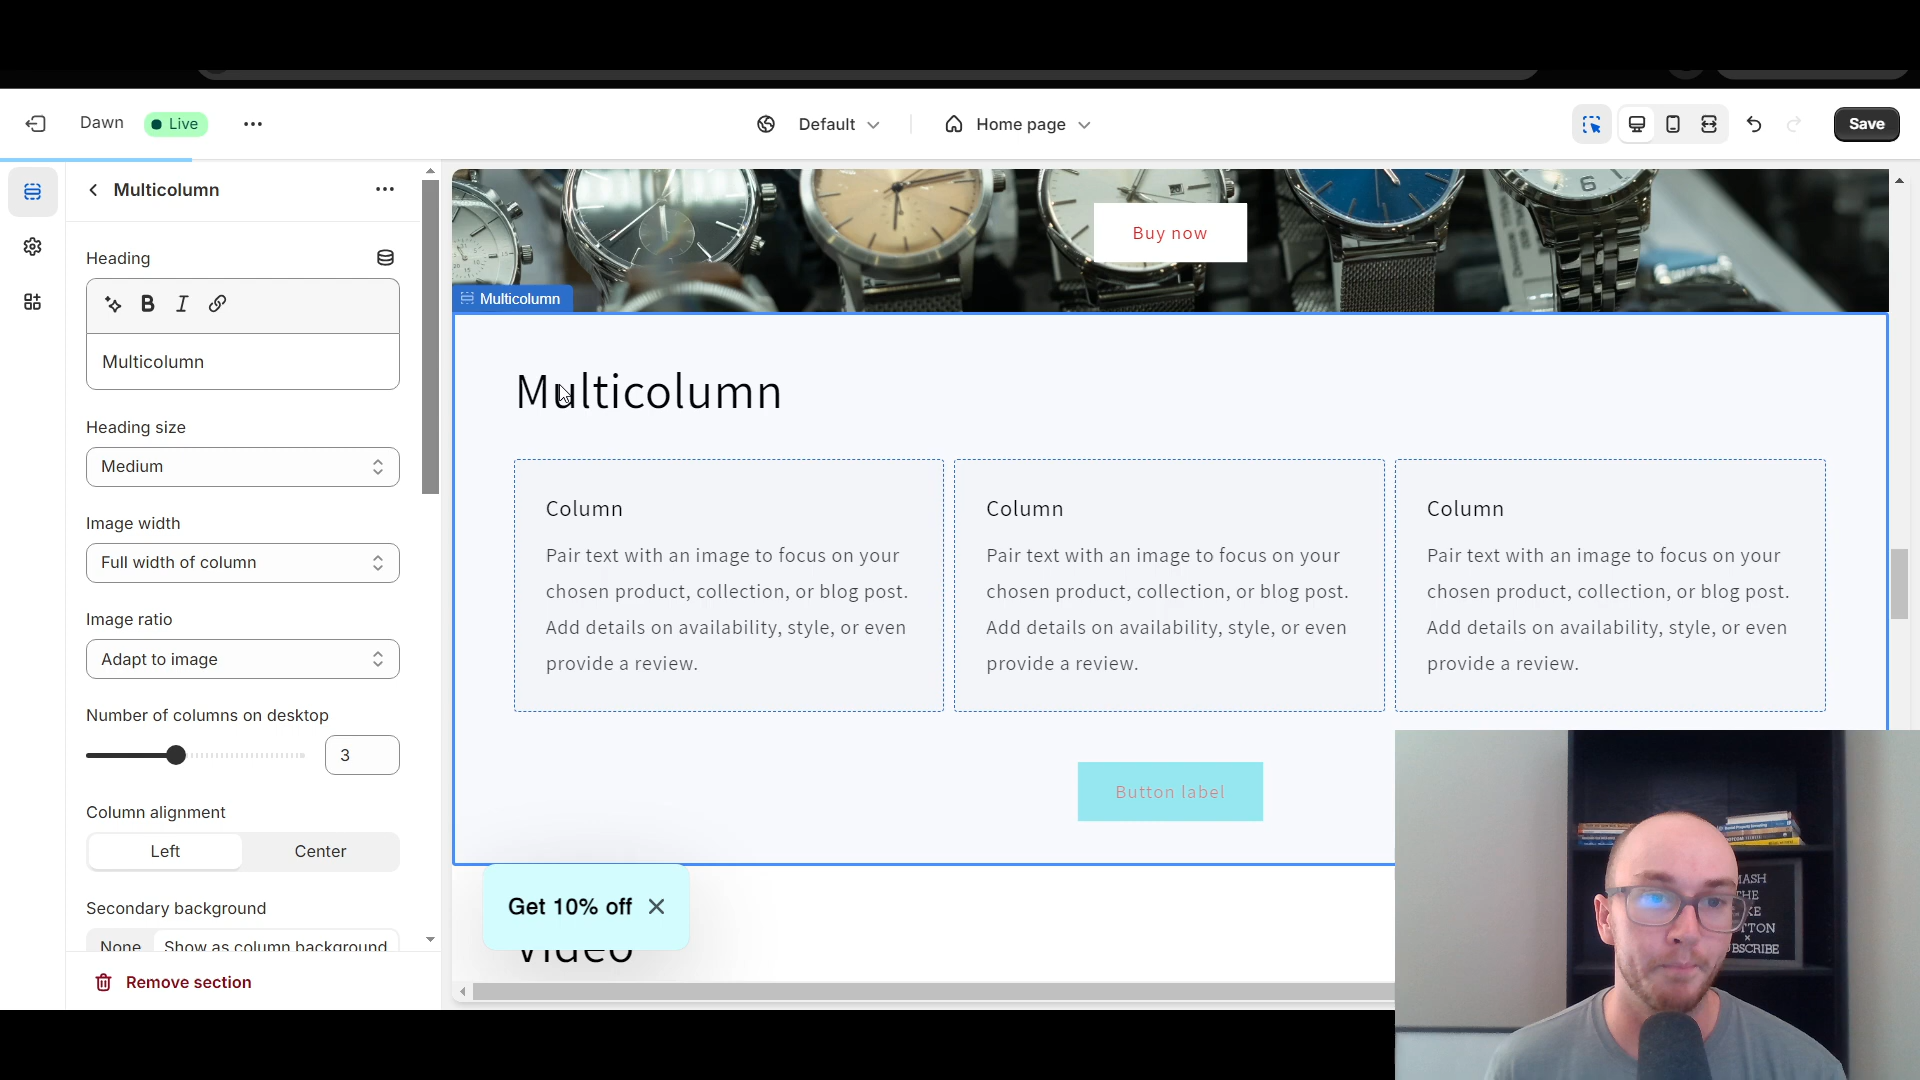 Dawn
Live
Default
Home page
Save
Multicolumn
Heading
B I
Multicolumn
Heading size
Medium
Image width
Full width of column
Image ratio
Adapt to image
Number of columns on desktop
3
Column alignment
Left
Center
Secondary background
None
Show as column background
Remove section
Buy now
Multicolumn
Multicolumn
Column
Pair text with an image to focus on your
chosen product, collection, or blog post.
Add details on availability, style, or even
provide a review.
Column
Pair text with an image to focus on your
chosen product, collection, or blog post.
Add details on availability, style, or even
provide a review.
Column
Pair text with an image to focus on your
chosen product, collection, or blog post.
Add details on availability, style, or even
provide a review.
Button label
Get 10% off
Video
THE